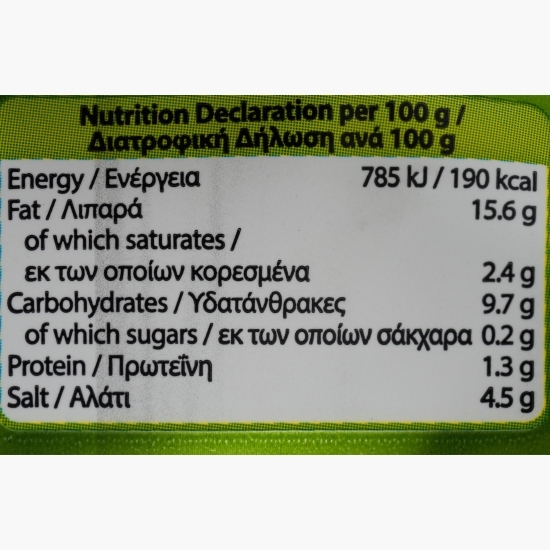 Nutrition Declaration per 100 g /
Διατροφική Δήλωση ανά 100 g
Energy / Ενέργεια 785 kJ / 190 kcal
Fat / Λιπαρά 15.6 g
of which saturates /
εκ των οποίων κορεσμένα 2.4 g
Carbohydrates / Υδατάνθρακες 9.7 g
of which sugars / εκ των οποίων σάκχαρα 0.2 g
Protein / Πρωτεΐνη 1.3 g
Salt / Αλάτι 4.5 g